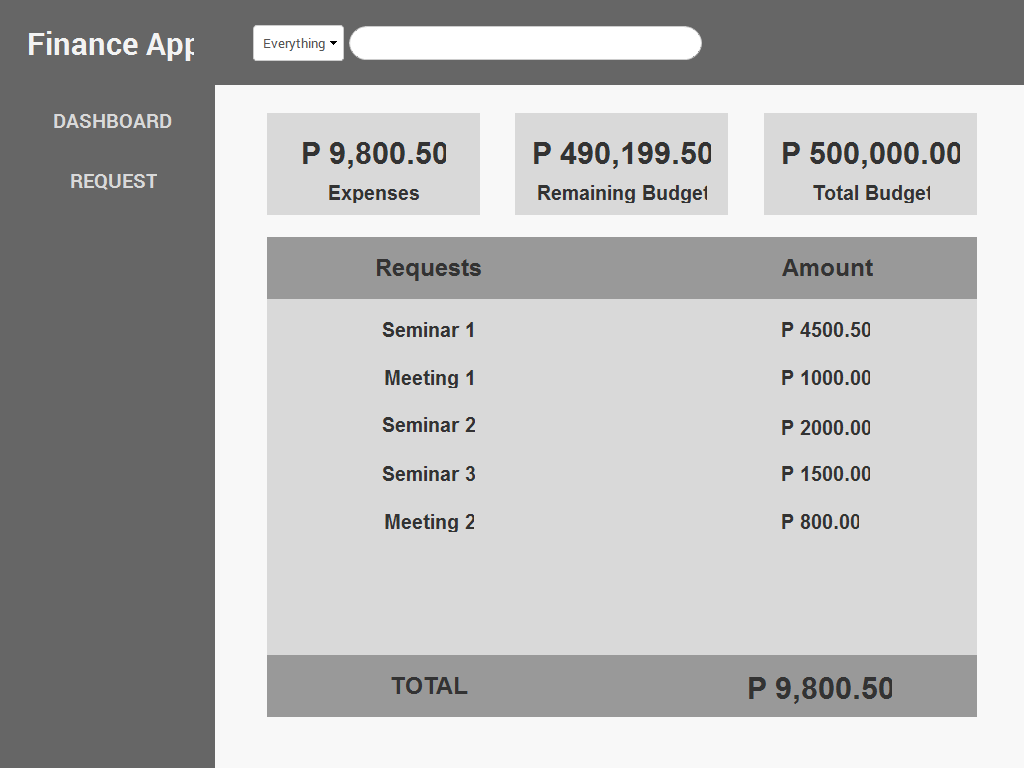 Finance App
Everything
DASHBOARD
REQUEST
P 9,800.50
Expenses
P 490,199.50
Remaining Budget
P 500,000.00
Total Budget
Requests Amount
Seminar 1 P 4500.50
Meeting 1 P 1000.00
Seminar 2 P 2000.00
Seminar 3 P 1500.00
Meeting 2 P 800.00
TOTAL P 9,800.50